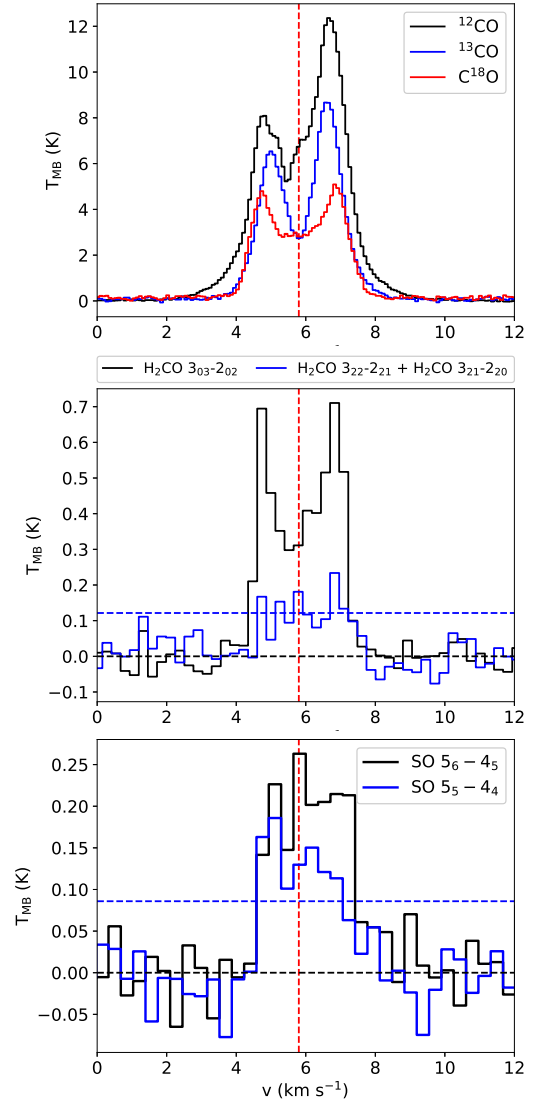 12
10
8
6
4
2
0
T_MB (K)
¹²CO
¹³CO
C¹⁸O
0 2 4 6 8 10 12
H₂CO 3₀₃-2₀₂ H₂CO 3₂₂-2₂₁ + H₂CO 3₂₁-2₂₀
0.7
0.6
0.5
0.4
0.3
0.2
0.1
0.0
−0.1
T_MB (K)
0 2 4 6 8 10 12
SO 5₆ − 4₅
SO 5₅ − 4₄
0.25
0.20
0.15
0.10
0.05
0.00
−0.05
T_MB (K)
0 2 4 6 8 10 12
v (km s⁻¹)